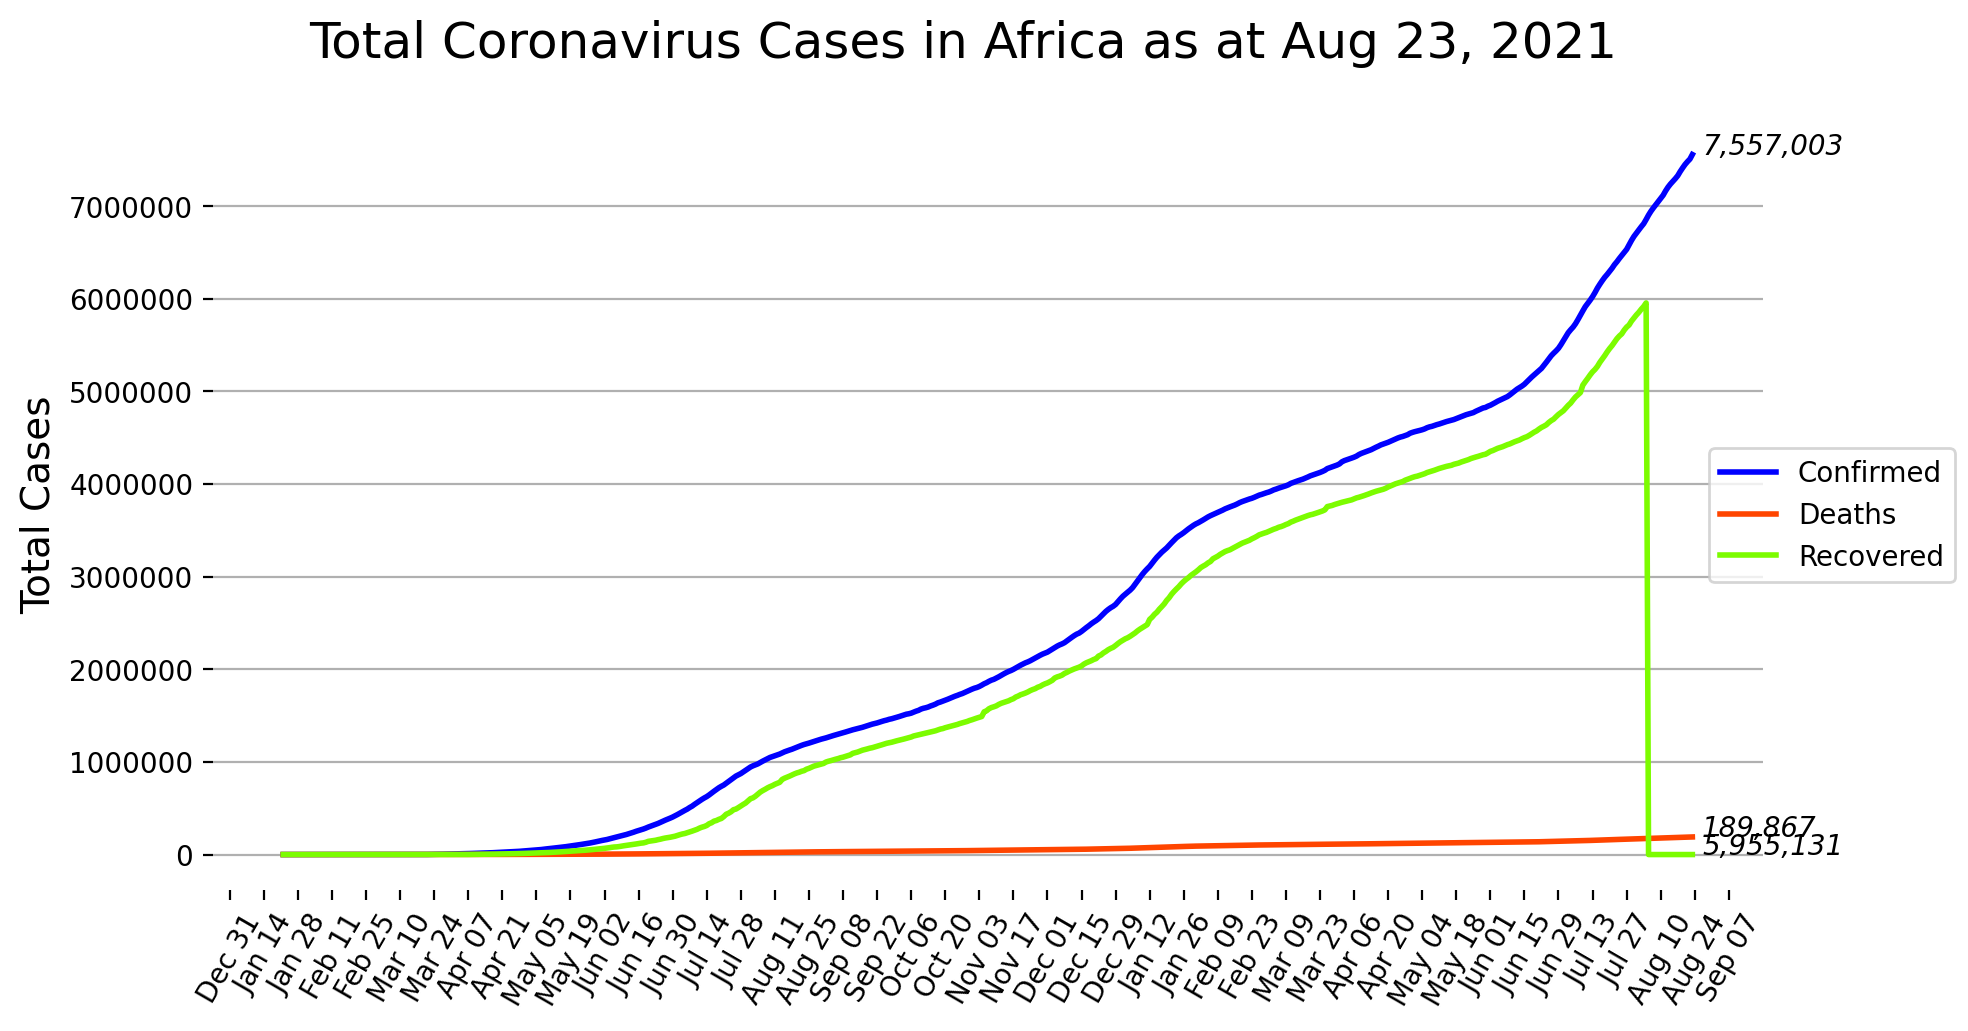 Total Coronavirus Cases in Africa as at Aug 23, 2021
Total Cases
7000000
6000000
5000000
4000000
3000000
2000000
1000000
0
7,557,003
189,867
5,955,131
Confirmed
Deaths
Recovered
Dec 31
Jan 14
Jan 28
Feb 11
Feb 25
Mar 10
Mar 24
Apr 07
Apr 21
May 05
May 19
Jun 02
Jun 16
Jun 30
Jul 14
Jul 28
Aug 11
Aug 25
Sep 08
Sep 22
Oct 06
Oct 20
Nov 03
Nov 17
Dec 01
Dec 15
Dec 29
Jan 12
Jan 26
Feb 09
Feb 23
Mar 09
Mar 23
Apr 06
Apr 20
May 04
May 18
Jun 01
Jun 15
Jun 29
Jul 13
Jul 27
Aug 10
Aug 24
Sep 07